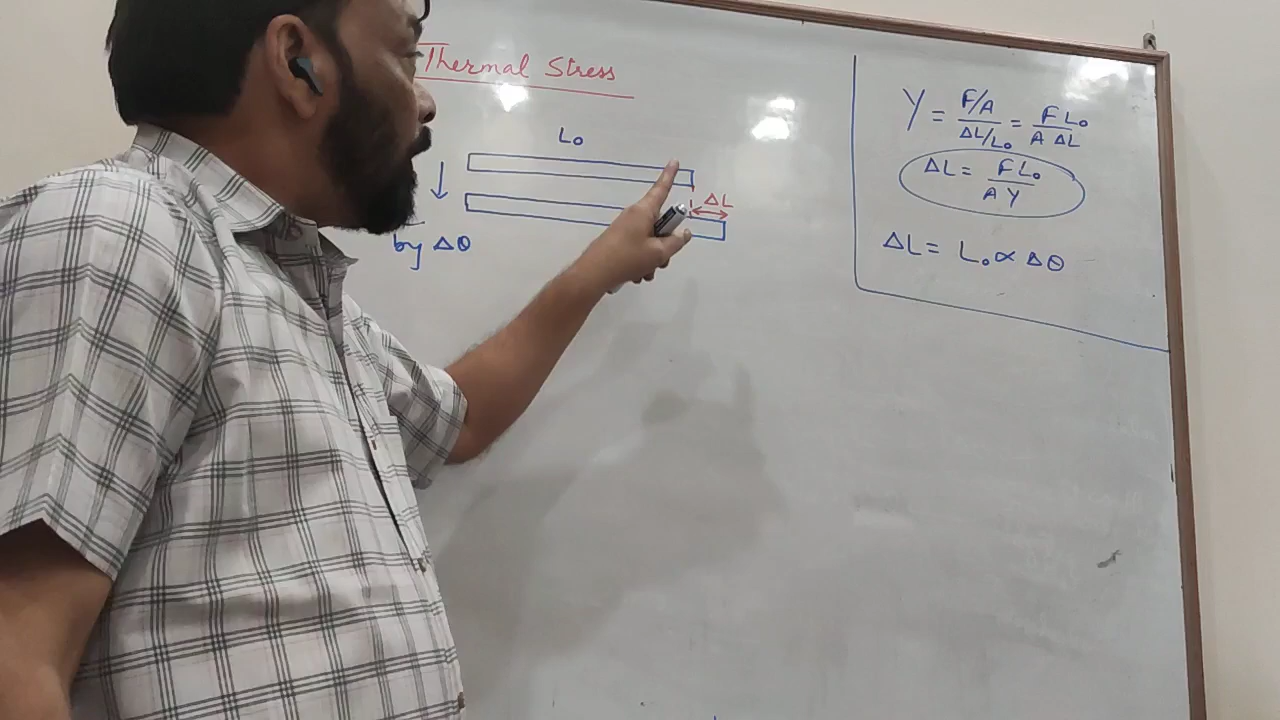 Thermal Stress
L₀
ΔL
by Δθ
Y = F/A / ΔL/L₀ = F L₀ / A ΔL
ΔL = F L₀ / A Y
ΔL = L₀ α Δθ